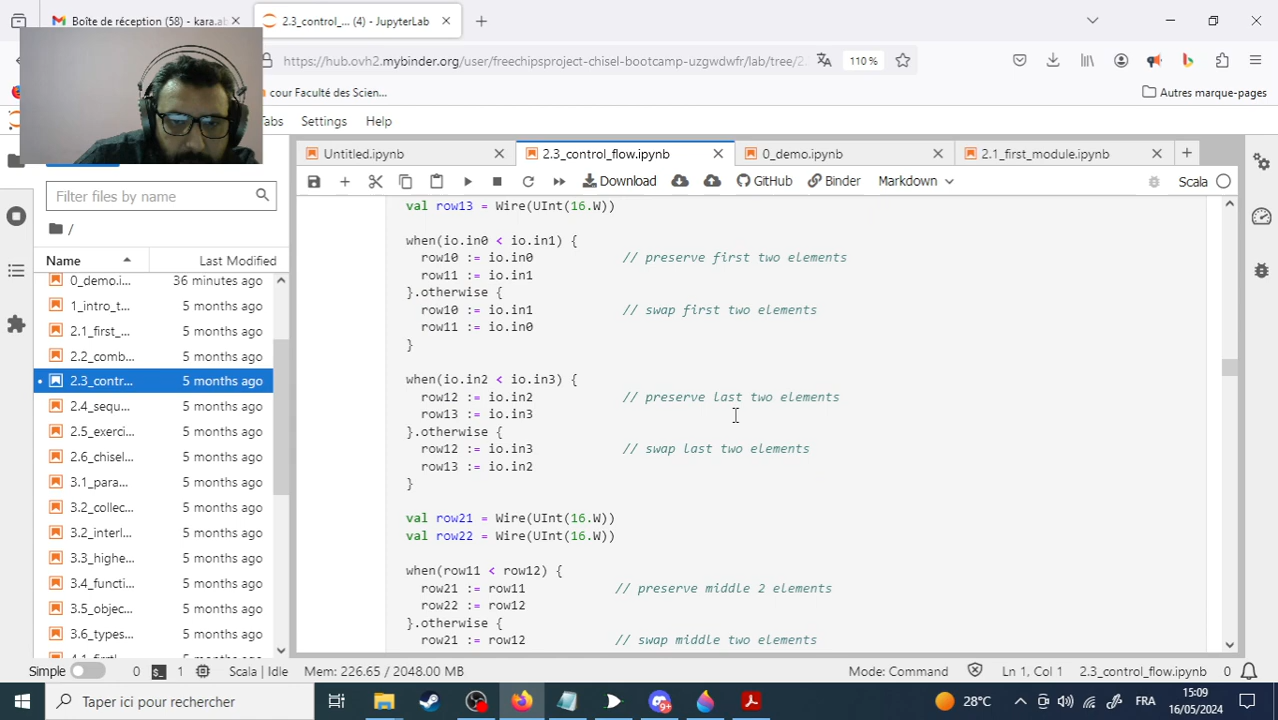 Boîte de réception (58) - kara.ab
2.3_control_... (4) - JupyterLab
https://hub.ovh2.mybinder.org/user/freechipsproject-chisel-bootcamp-uzgwdwfr/lab/tree/2.
110 %
cour Faculté des Scien...
Autres marque-pages
Tabs Settings Help
Untitled.ipynb
2.3_control_flow.ipynb
0_demo.ipynb
2.1_first_module.ipynb
Download
GitHub
Binder
Markdown
Scala
Filter files by name
/
Name Last Modified
0_demo.i... 36 minutes ago
1_intro_t... 5 months ago
2.1_first_... 5 months ago
2.2_comb... 5 months ago
2.3_contr... 5 months ago
2.4_sequ... 5 months ago
2.5_exerci... 5 months ago
2.6_chisel... 5 months ago
3.1_para... 5 months ago
3.2_collec... 5 months ago
3.2_interl... 5 months ago
3.3_highe... 5 months ago
3.4_functi... 5 months ago
3.5_objec... 5 months ago
3.6_types... 5 months ago
val row13 = Wire(UInt(16.W))
when(io.in0 < io.in1) {
row10 := io.in0 // preserve first two elements
row11 := io.in1
}.otherwise {
row10 := io.in1 // swap first two elements
row11 := io.in0
}
when(io.in2 < io.in3) {
row12 := io.in2 // preserve last two elements
row13 := io.in3
}.otherwise {
row12 := io.in3 // swap last two elements
row13 := io.in2
}
val row21 = Wire(UInt(16.W))
val row22 = Wire(UInt(16.W))
when(row11 < row12) {
row21 := row11 // preserve middle 2 elements
row22 := row12
}.otherwise {
row21 := row12 // swap middle two elements
Simple 0 1 Scala | Idle Mem: 226.65 / 2048.00 MB Mode: Command Ln 1, Col 1 2.3_control_flow.ipynb 0
Taper ici pour rechercher
28°C
FRA
15:09
16/05/2024